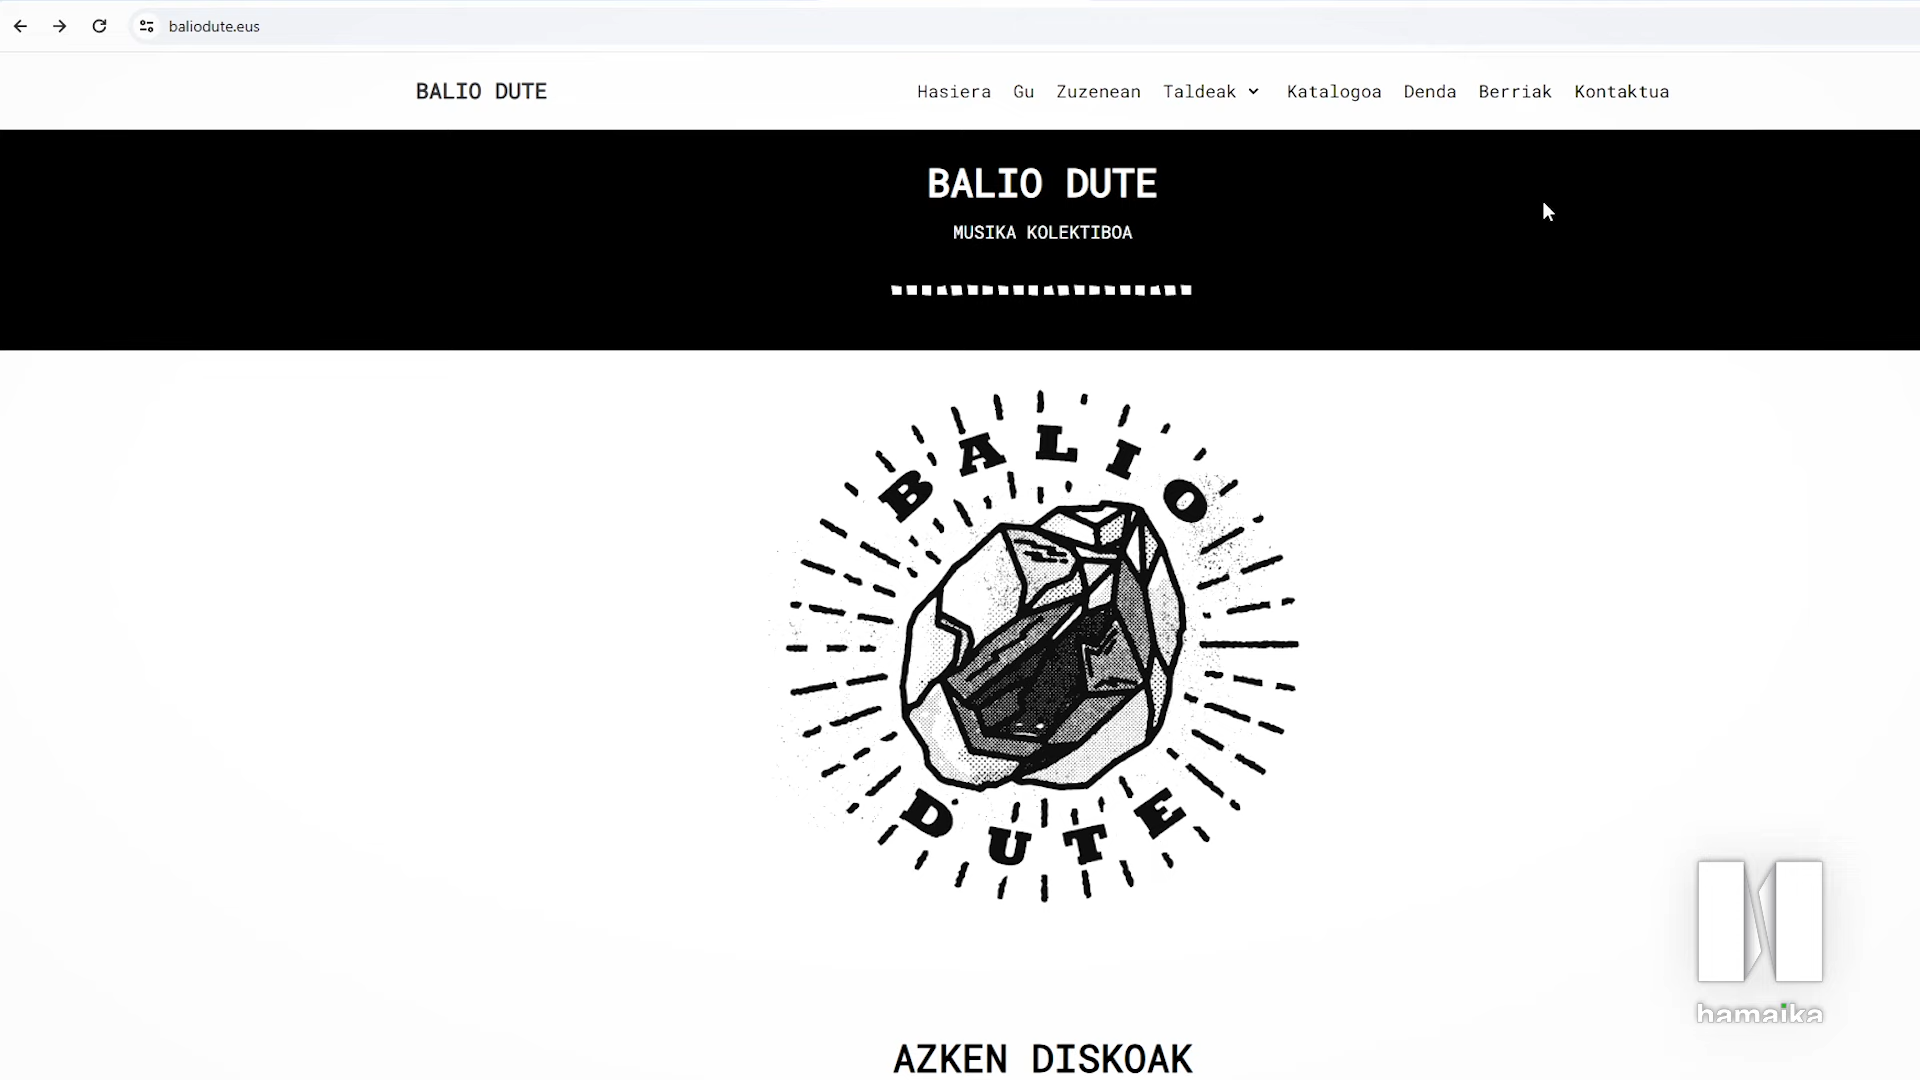 baliodute.eus
BALIO DUTE
Hasiera Gu Zuzenean Taldeak Katalogoa Denda Berriak Kontaktua
BALIO DUTE
MUSIKA KOLEKTIBOA
BALIO
DUTE
hamaika
AZKEN DISKOAK